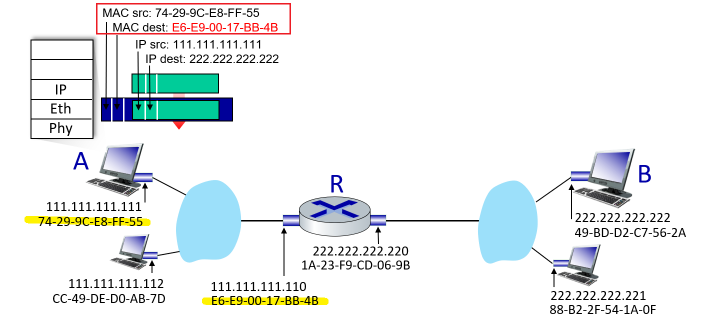 MAC src: 74-29-9C-E8-FF-55
MAC dest: E6-E9-00-17-BB-4B
IP src: 111.111.111.111
IP dest: 222.222.222.222
IP
Eth
Phy
A
R
B
111.111.111.111
74-29-9C-E8-FF-55
222.222.222.222
49-BD-D2-C7-56-2A
222.222.222.220
1A-23-F9-CD-06-9B
111.111.111.112
CC-49-DE-D0-AB-7D
111.111.111.110
E6-E9-00-17-BB-4B
222.222.222.221
88-B2-2F-54-1A-0F